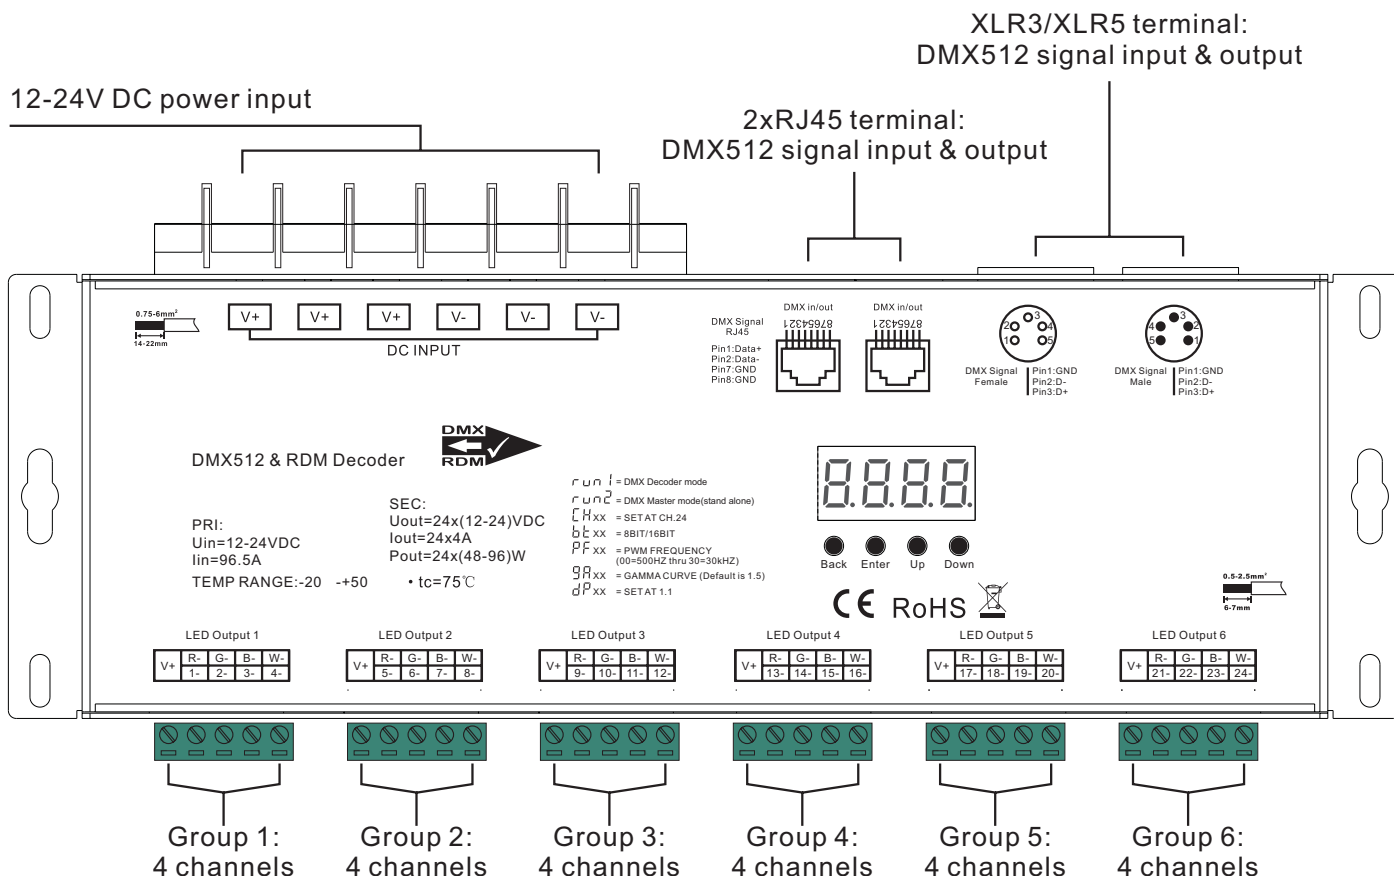 XLR3/XLR5 terminal:
DMX512 signal input & output
12-24V DC power input
2xRJ45 terminal:
DMX512 signal input & output
0.75-6mm²
14-22mm
V+ V+ V+ V- V- V-
DC INPUT
DMX Signal
RJ45
Pin1:Data+
Pin2:Data-
Pin7:GND
Pin8:GND
DMX in/out
87654321
DMX in/out
87654321
3
2 4
1 5
DMX Signal
Female
Pin1:GND
Pin2:D-
Pin3:D+
3
4 2
5 1
DMX Signal
Male
Pin1:GND
Pin2:D-
Pin3:D+
DMX512 & RDM Decoder
DMX
RDM
PRI:
Uin=12-24VDC
Iin=96.5A
TEMP RANGE:-20 -+50
SEC:
Uout=24x(12-24)VDC
Iout=24x4A
Pout=24x(48-96)W
• tc=75℃
run1 = DMX Decoder mode
run2 = DMX Master mode(stand alone)
CHXX = SET AT CH.24
btXX = 8BIT/16BIT
PFXX = PWM FREQUENCY
(00=500HZ thru 30=30kHZ)
gAXX = GAMMA CURVE (Default is 1.5)
dPXX = SET AT 1.1
8.8.8.8
Back Enter Up Down
CE RoHS
0.5-2.5mm²
6-7mm
LED Output 1
V+ R- G- B- W-
1- 2- 3- 4-
LED Output 2
V+ R- G- B- W-
5- 6- 7- 8-
LED Output 3
V+ R- G- B- W-
9- 10- 11- 12-
LED Output 4
V+ R- G- B- W-
13- 14- 15- 16-
LED Output 5
V+ R- G- B- W-
17- 18- 19- 20-
LED Output 6
V+ R- G- B- W-
21- 22- 23- 24-
Group 1:
4 channels
Group 2:
4 channels
Group 3:
4 channels
Group 4:
4 channels
Group 5:
4 channels
Group 6:
4 channels